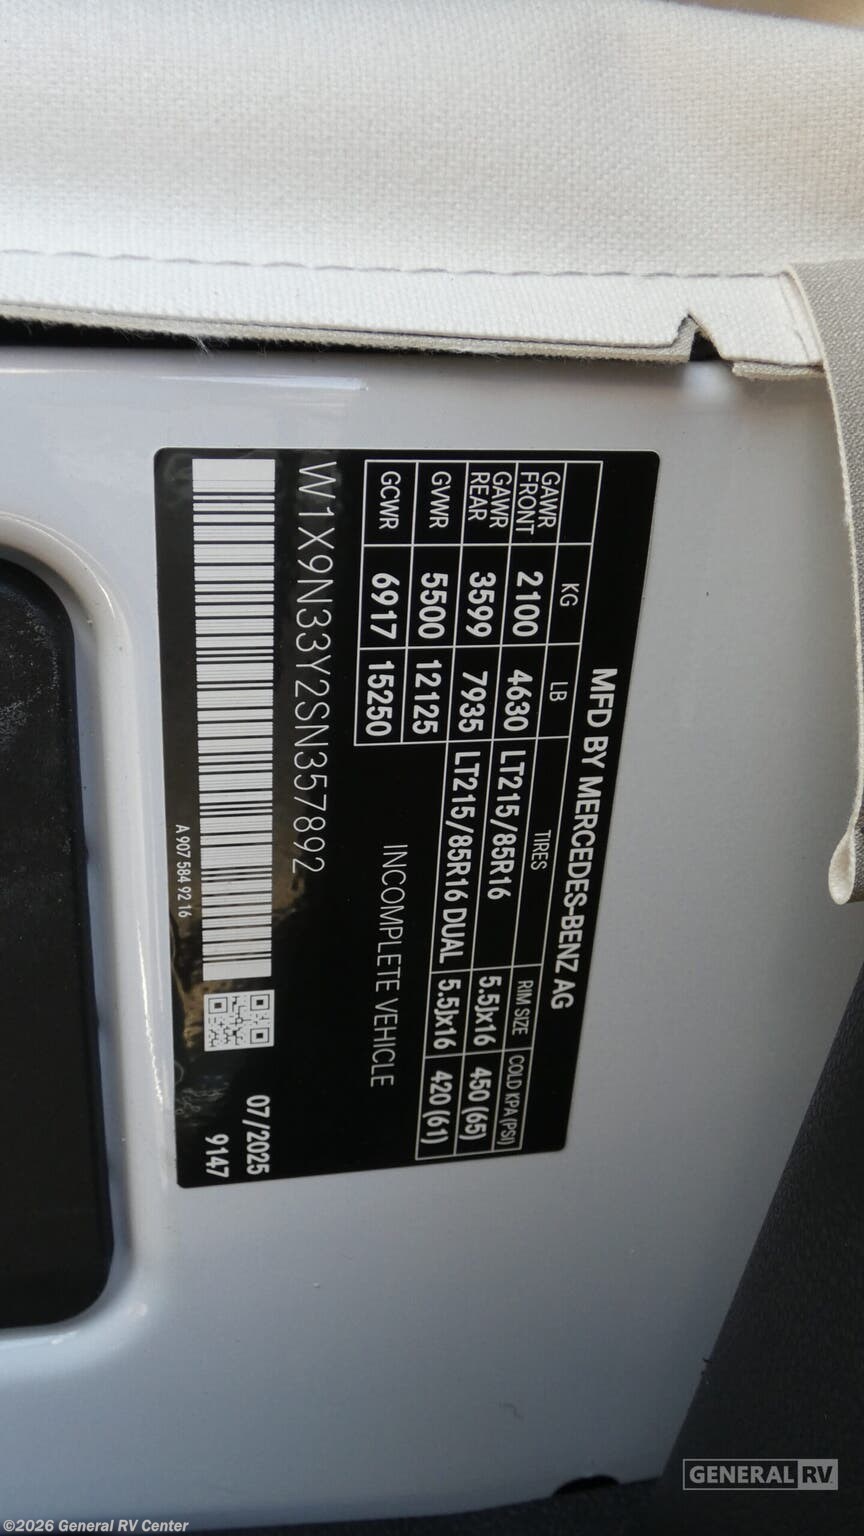 MFD BY MERCEDES-BENZ AG
KG LB TIRES RIM SIZE COLD KPA (PSI)
GAWR FRONT 2100 4630 LT215/85R16 5.5Jx16 450 (65)
GAWR REAR 3599 7935 LT215/85R16 DUAL 5.5Jx16 420 (61)
GVWR 5500 12125
GCWR 6917 15250
INCOMPLETE VEHICLE
W1X9N33Y2SN357892
07/2025
9147
A 907 584 92 16
GENERAL RV
©2026 General RV Center